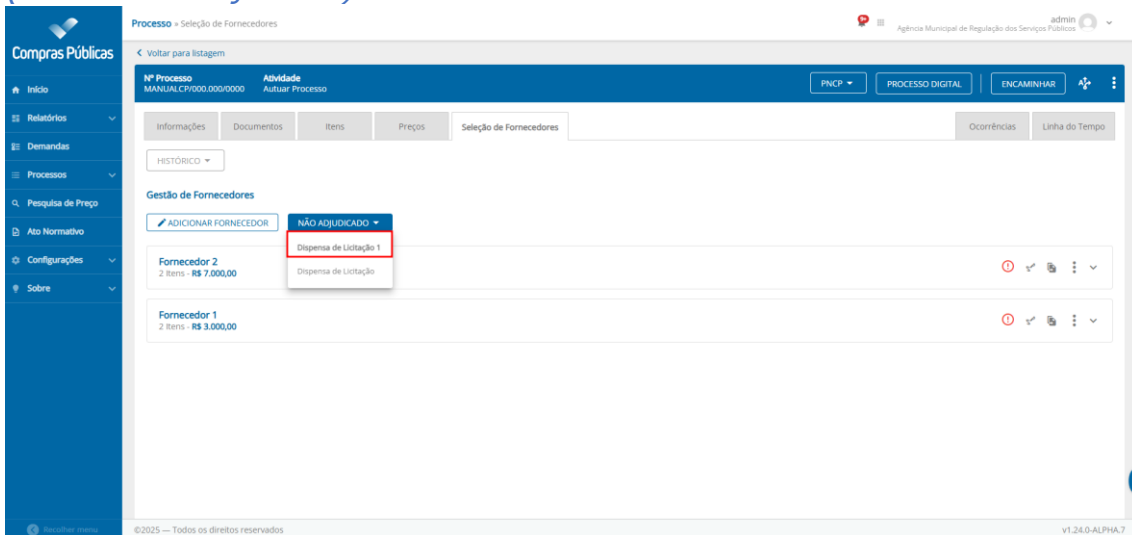 Processo » Seleção de Fornecedores
admin
Agência Municipal de Regulação dos Serviços Públicos
Compras Públicas
Início
Relatórios
Demandas
Processos
Pesquisa de Preço
Ato Normativo
Configurações
Sobre
Recolher menu
Voltar para listagem
Nº Processo
MANUALCP/000.000/0000
Atividade
Autuar Processo
PNCP
PROCESSO DIGITAL
ENCAMINHAR
Informações
Documentos
Itens
Preços
Seleção de Fornecedores
Ocorrências
Linha do Tempo
HISTÓRICO
Gestão de Fornecedores
ADICIONAR FORNECEDOR
NÃO ADJUDICADO
Dispensa de Licitação 1
Dispensa de Licitação
Fornecedor 2
2 Itens - R$ 7.000,00
Fornecedor 1
2 Itens - R$ 3.000,00
©2025 — Todos os direitos reservados
v1.24.0-ALPHA.7